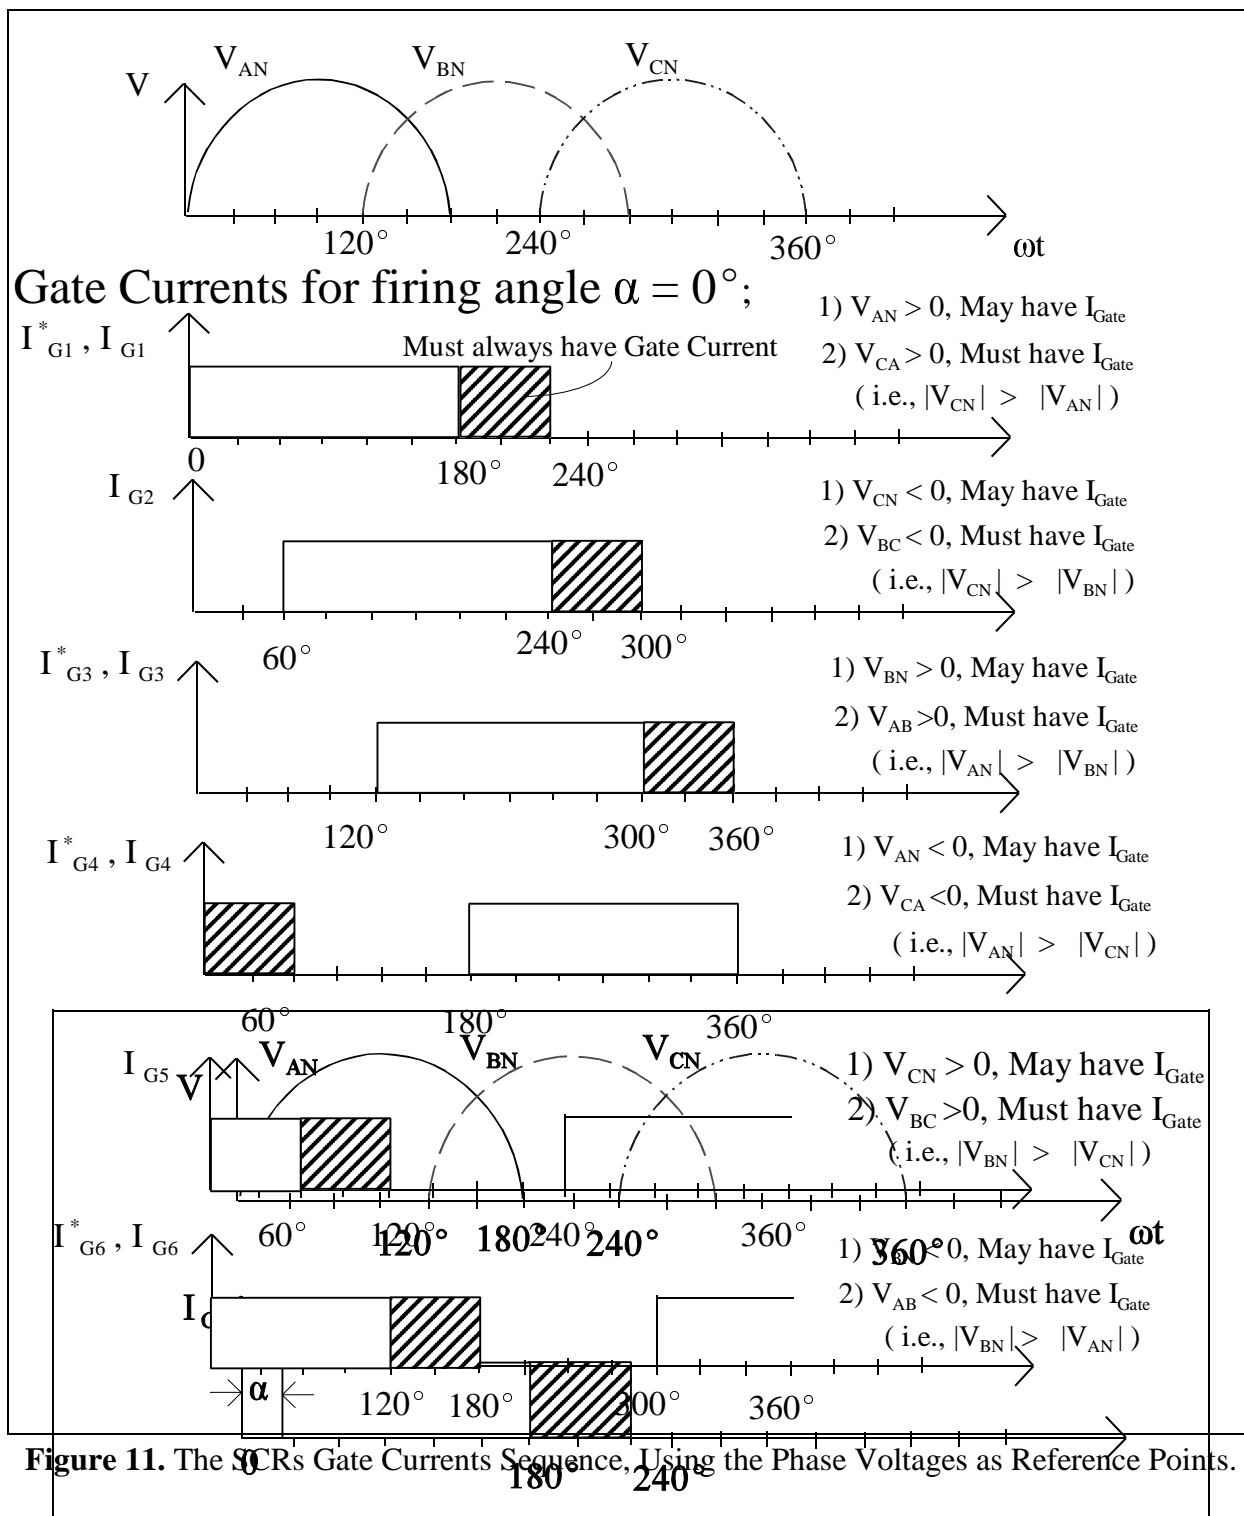 V_AN V_BN V_CN
V
120° 240° 360° ωt
Gate Currents for firing angle α = 0°;
I*_G1 , I_G1
Must always have Gate Current
1) V_AN > 0, May have I_Gate
2) V_CA > 0, Must have I_Gate
( i.e., |V_CN| > |V_AN| )
0 180° 240°
I_G2
1) V_CN < 0, May have I_Gate
2) V_BC < 0, Must have I_Gate
( i.e., |V_CN| > |V_BN| )
60° 240° 300°
I*_G3 , I_G3
1) V_BN > 0, May have I_Gate
2) V_AB >0, Must have I_Gate
( i.e., |V_AN| > |V_BN| )
120° 300° 360°
I*_G4 , I_G4
1) V_AN < 0, May have I_Gate
2) V_CA <0, Must have I_Gate
( i.e., |V_AN| > |V_CN| )
60° 180° 360°
I_G5
V V_AN V_BN V_CN
1) V_CN > 0, May have I_Gate
2) V_BC >0, Must have I_Gate
( i.e., |V_BN| > |V_CN| )
60° 120° 240° 360°
120° 180° 240° 360° ωt
I*_G6 , I_G6
1) V_BN < 0, May have I_Gate
2) V_AB < 0, Must have I_Gate
( i.e., |V_BN| > |V_AN| )
α
120° 180° 300° 360°
Figure 11. The SCRs Gate Currents Sequence, Using the Phase Voltages as Reference Points.
0 180° 240°